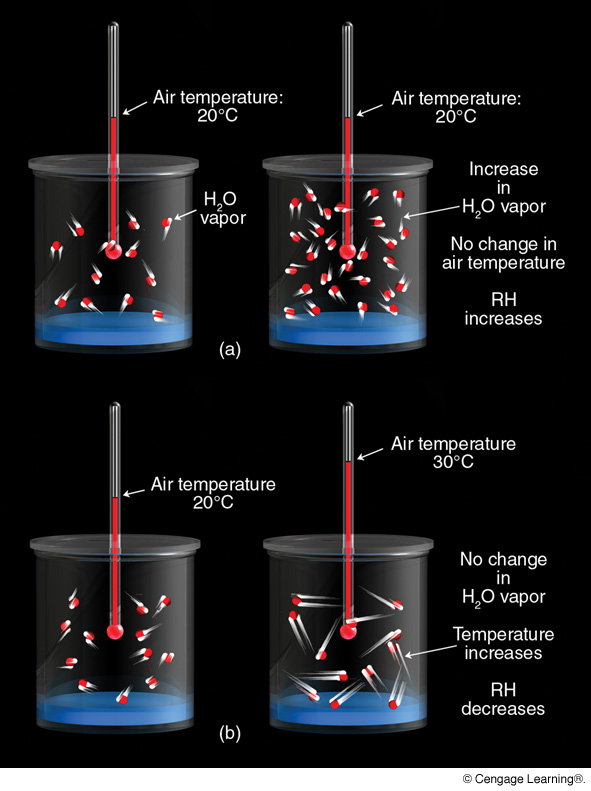 Air temperature:
20°C
H₂O
vapor
Air temperature:
20°C
Increase
in
H₂O vapor
No change in
air temperature
RH
increases
(a)
Air temperature
20°C
Air temperature
30°C
No change
in
H₂O vapor
Temperature
increases
RH
decreases
(b)
© Cengage Learning®.